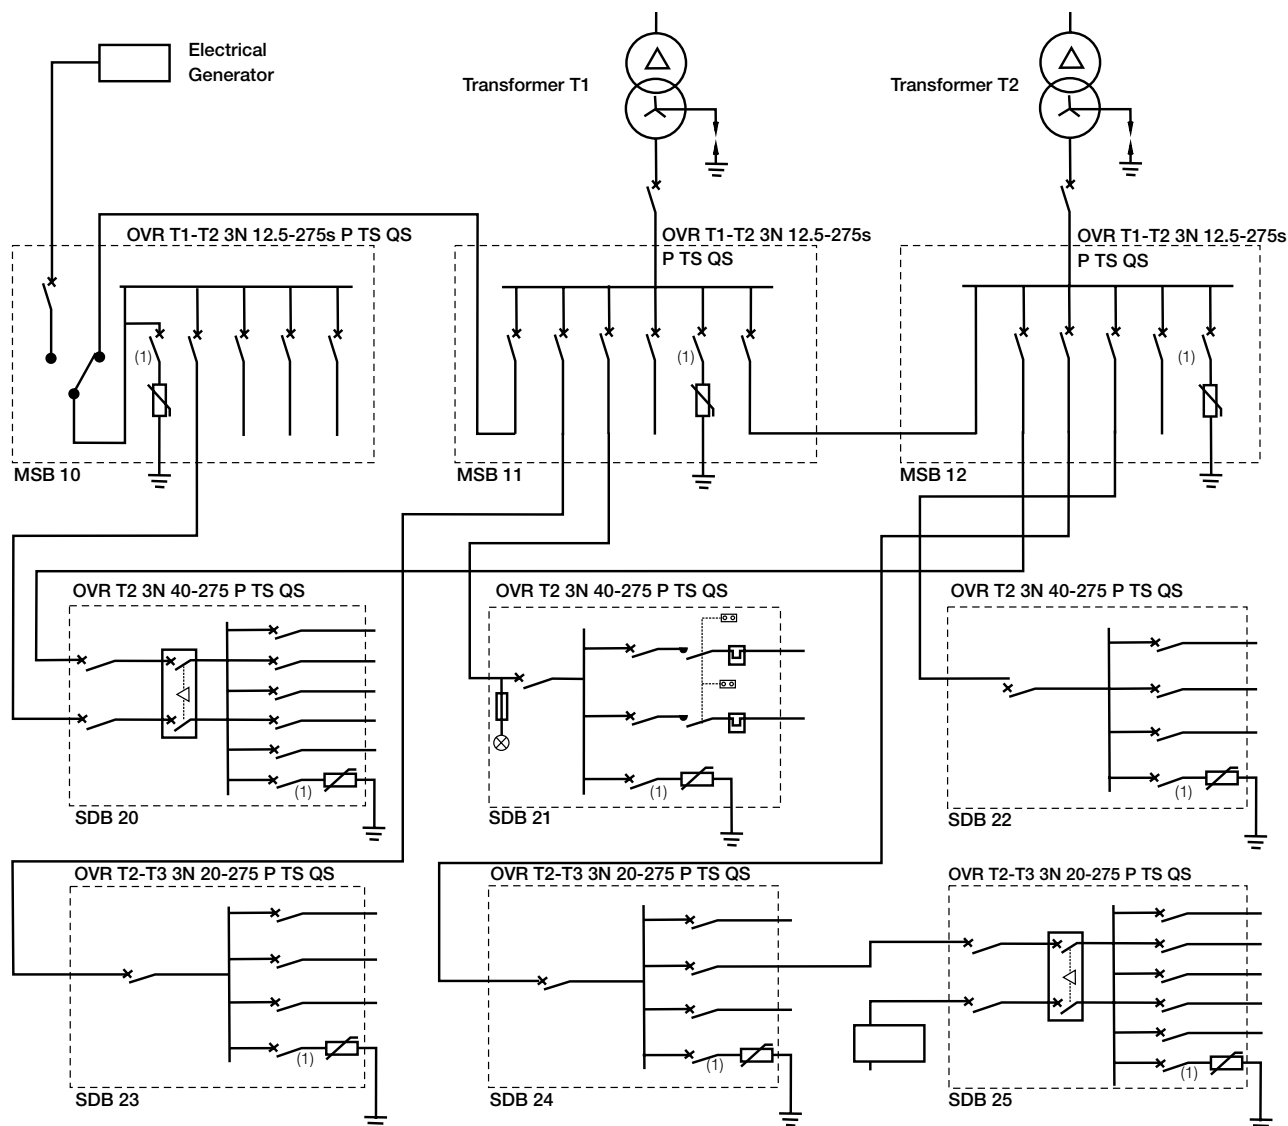 Electrical
Generator
Transformer T1
Transformer T2
OVR T1-T2 3N 12.5-275s P TS QS
OVR T1-T2 3N 12.5-275s
P TS QS
OVR T1-T2 3N 12.5-275s
P TS QS
(1)
(1)
(1)
MSB 10
MSB 11
MSB 12
OVR T2 3N 40-275 P TS QS
OVR T2 3N 40-275 P TS QS
OVR T2 3N 40-275 P TS QS
(1)
(1)
(1)
SDB 20
SDB 21
SDB 22
OVR T2-T3 3N 20-275 P TS QS
OVR T2-T3 3N 20-275 P TS QS
OVR T2-T3 3N 20-275 P TS QS
(1)
(1)
(1)
SDB 23
SDB 24
SDB 25